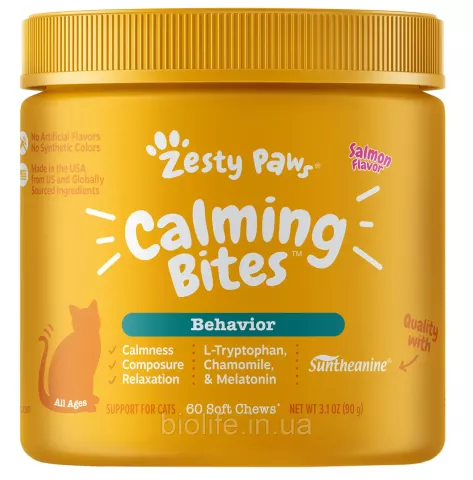 No Artificial Flavors
No Synthetic Colors
Made in the USA
from US and Globally
Sourced Ingredients
Zesty Paws®
Salmon
Flavor
Calming
Bites™
Behavior
✓ Calmness
✓ Composure
✓ Relaxation
L-Tryptophan,
Chamomile,
& Melatonin
Quality
with
Suntheanine®
All Ages
SUPPORT FOR CATS
60 Soft Chews
NET WT 3.1 OZ (90 g)
biolife.in.ua